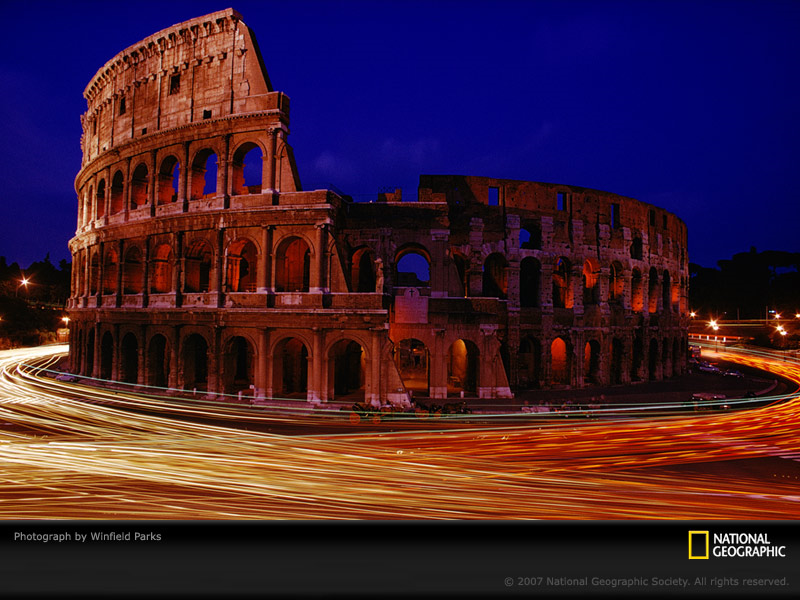 Photograph by Winfield Parks
NATIONAL
GEOGRAPHIC
© 2007 National Geographic Society. All rights reserved.